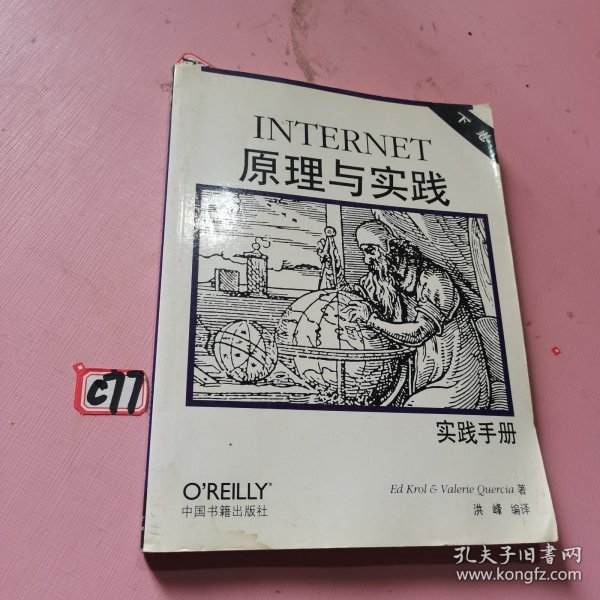 下册
INTERNET
原理与实践
C77
实践手册
Ed Krol & Valerie Quercia 著
洪 峰 编译
O'REILLY
中国书籍出版社
孔夫子旧书网
www.kongfz.com